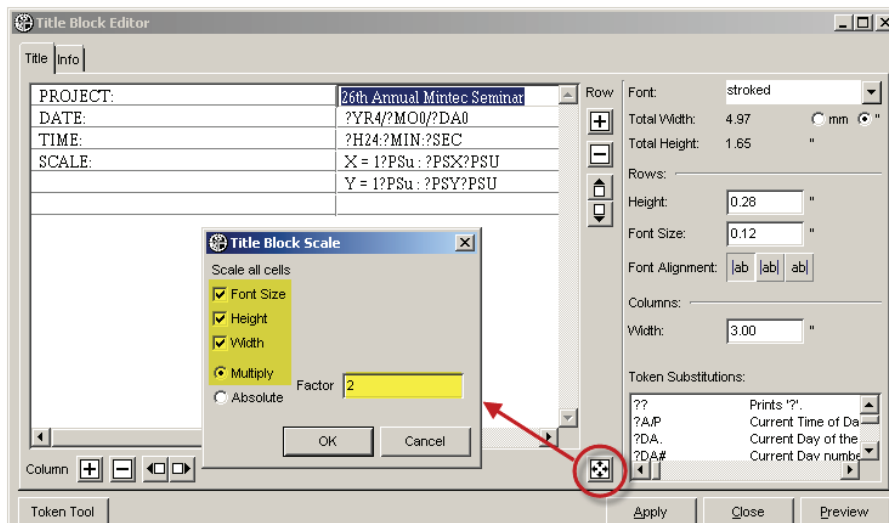 Title Block Editor
Title Info
PROJECT: 26th Annual Mintec Seminar
DATE: ?YR4/?MO0/?DA0
TIME: ?H24:?MIN:?SEC
SCALE: X = 1?PSu : ?PSX?PSU
Y = 1?PSu : ?PSY?PSU
Row
Title Block Scale
Scale all cells
Font Size
Height
Width
Multiply
Absolute
Factor 2
OK Cancel
Column
Token Tool
Font: stroked
Total Width: 4.97 mm "
Total Height: 1.65 "
Rows:
Height: 0.28 "
Font Size: 0.12 "
Font Alignment: |ab |ab| ab|
Columns:
Width: 3.00 "
Token Substitutions:
?? Prints '?'.
?A/P Current Time of Da
?DA. Current Day of the
?DA# Current Day numbe
Apply Close Preview